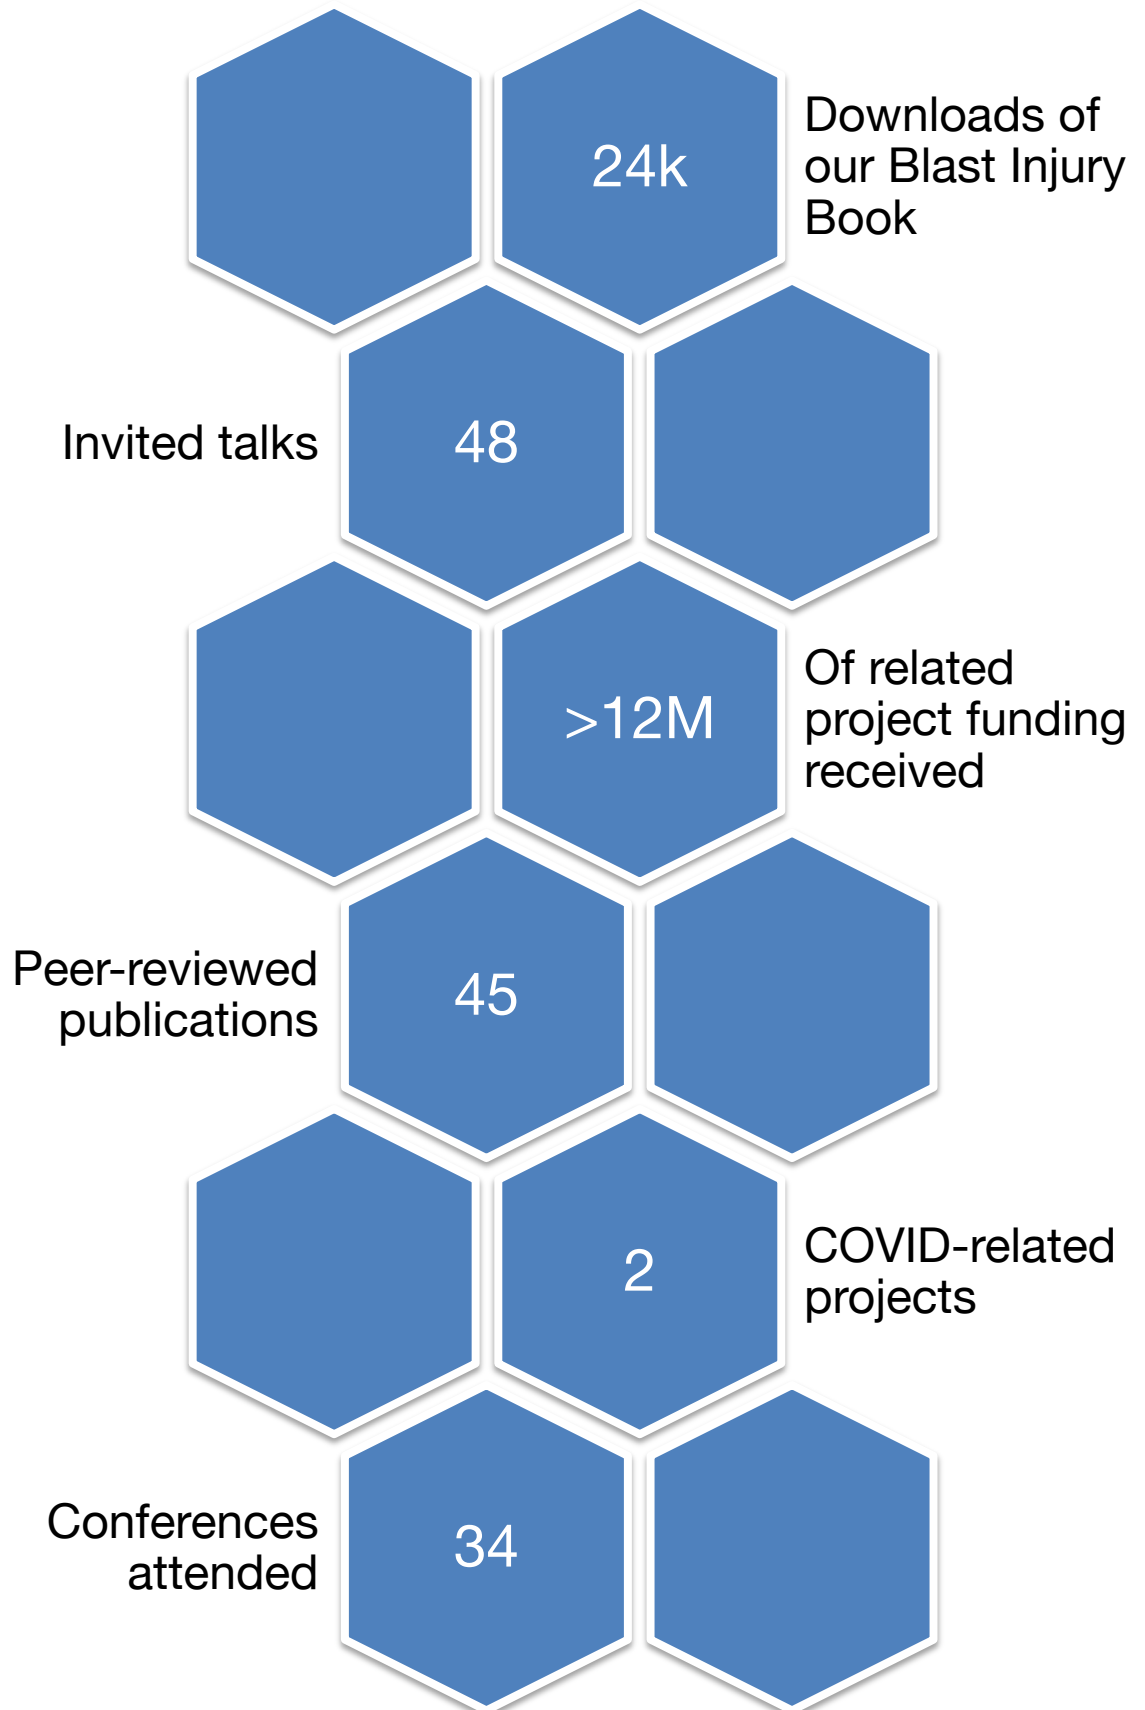 24k
Downloads of
our Blast Injury
Book
Invited talks
48
>12M
Of related
project funding
received
Peer-reviewed
publications
45
2
COVID-related
projects
Conferences
attended
34